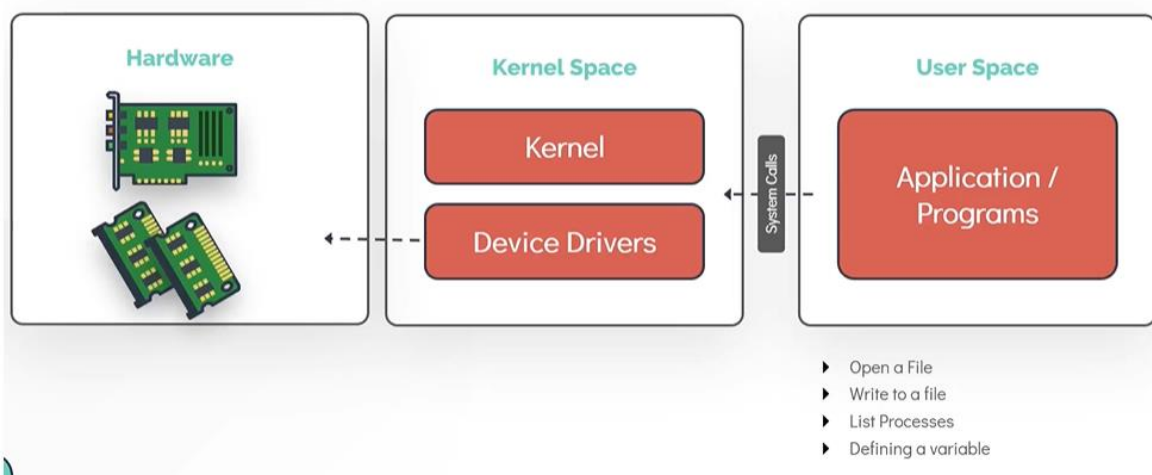 Hardware
Kernel Space
Kernel
Device Drivers
System Calls
User Space
Application /
Programs
Open a File
Write to a file
List Processes
Defining a variable